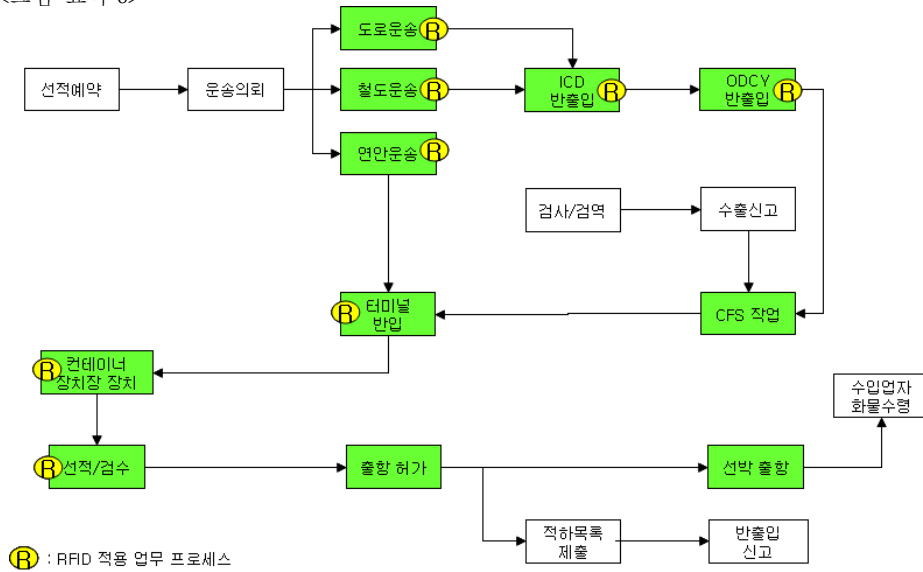 도로운송 R
선적예약
운송의뢰
철도운송 R
ICD
반출입 R
ODCY
반출입 R
연안운송 R
검사/검역
수출신고
R 터미널
반입
CFS 작업
R 컨테이너
장치장 장치
수입업자
화물수령
R 선적/검수
출항 허가
선박 출항
적하목록
제출
반출입
신고
R : RFID 적용 업무 프로세스